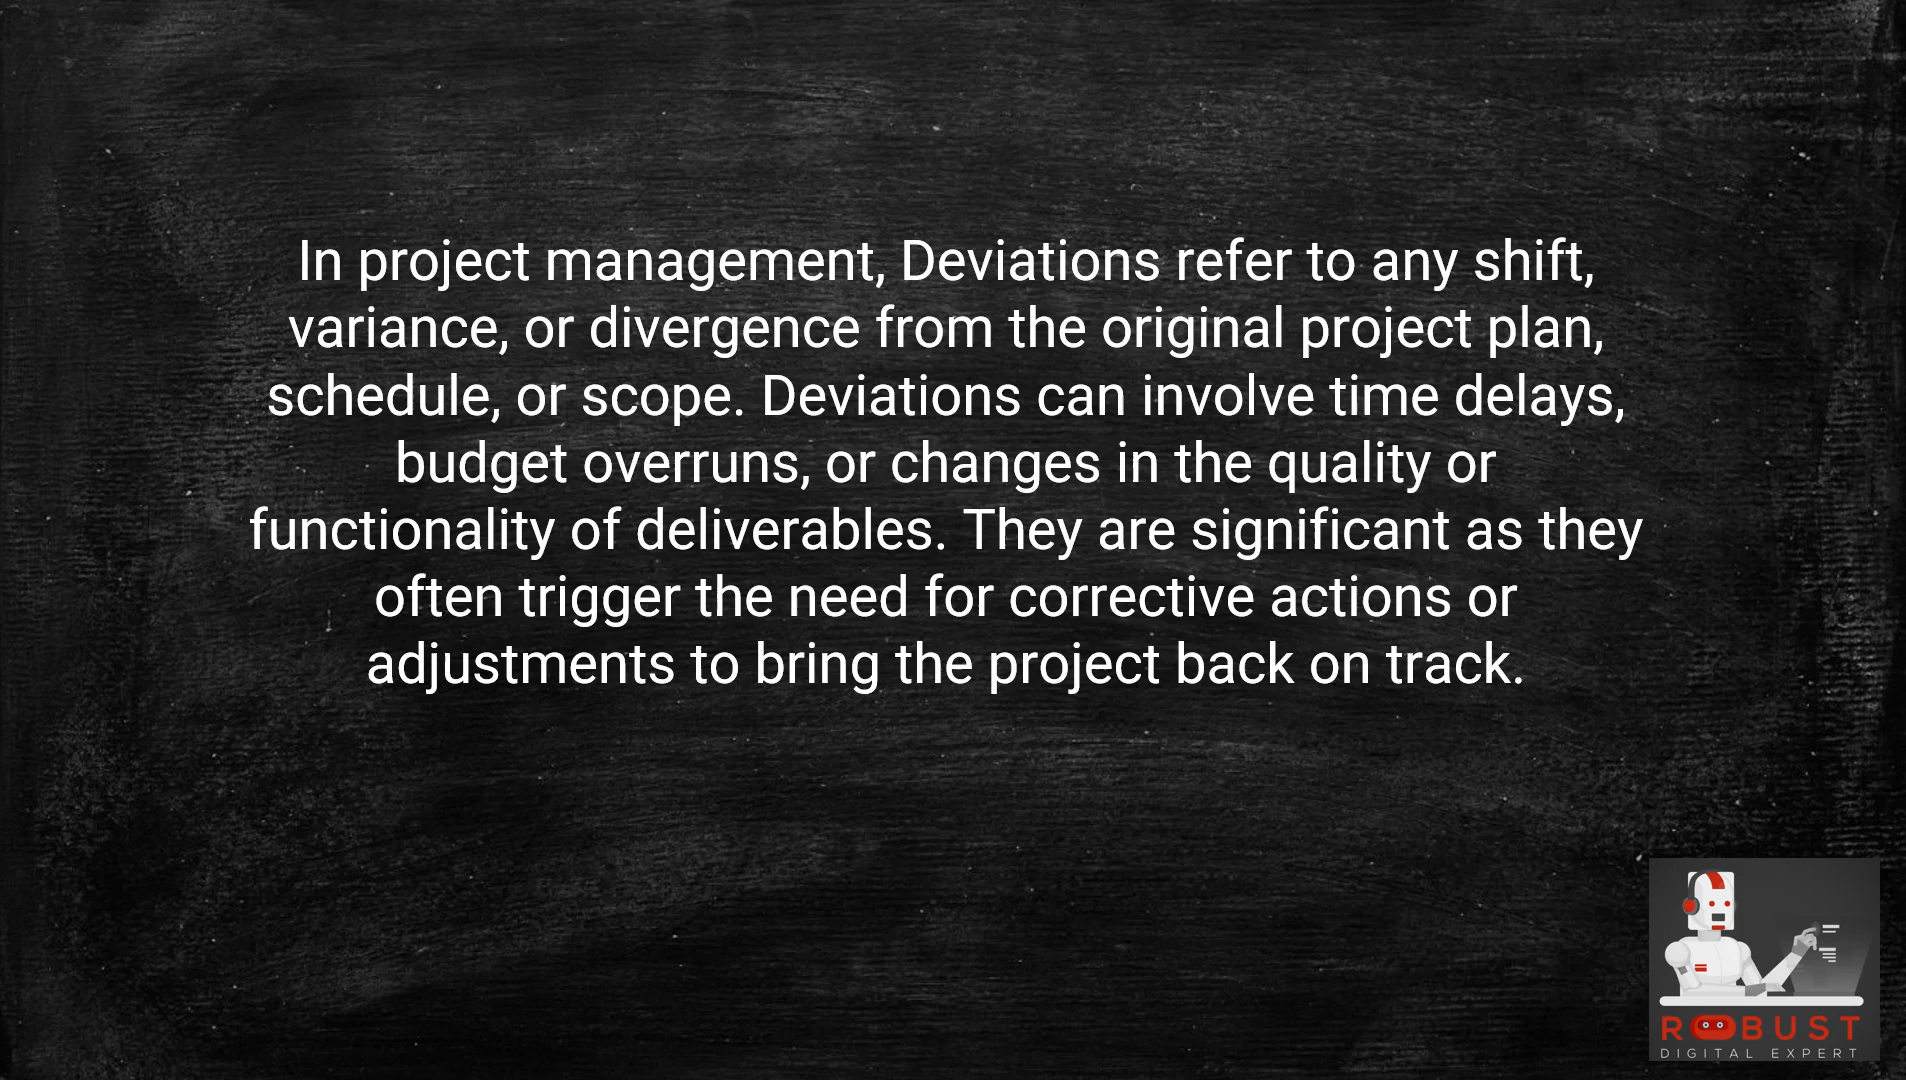 In project management, Deviations refer to any shift,
variance, or divergence from the original project plan,
schedule, or scope. Deviations can involve time delays,
budget overruns, or changes in the quality or
functionality of deliverables. They are significant as they
often trigger the need for corrective actions or
adjustments to bring the project back on track.
ROBUST
DIGITAL EXPERT